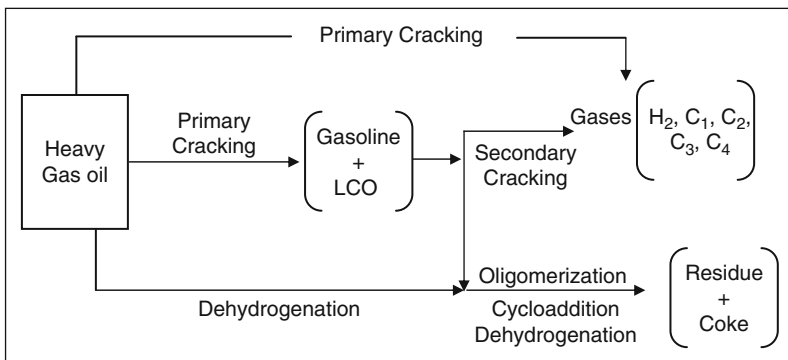 Primary Cracking
Heavy
Gas oil
Primary
Cracking
Gasoline
+
LCO
Secondary
Cracking
Gases
H₂, C₁, C₂,
C₃, C₄
Dehydrogenation
Oligomerization
Cycloaddition
Dehydrogenation
Residue
+
Coke